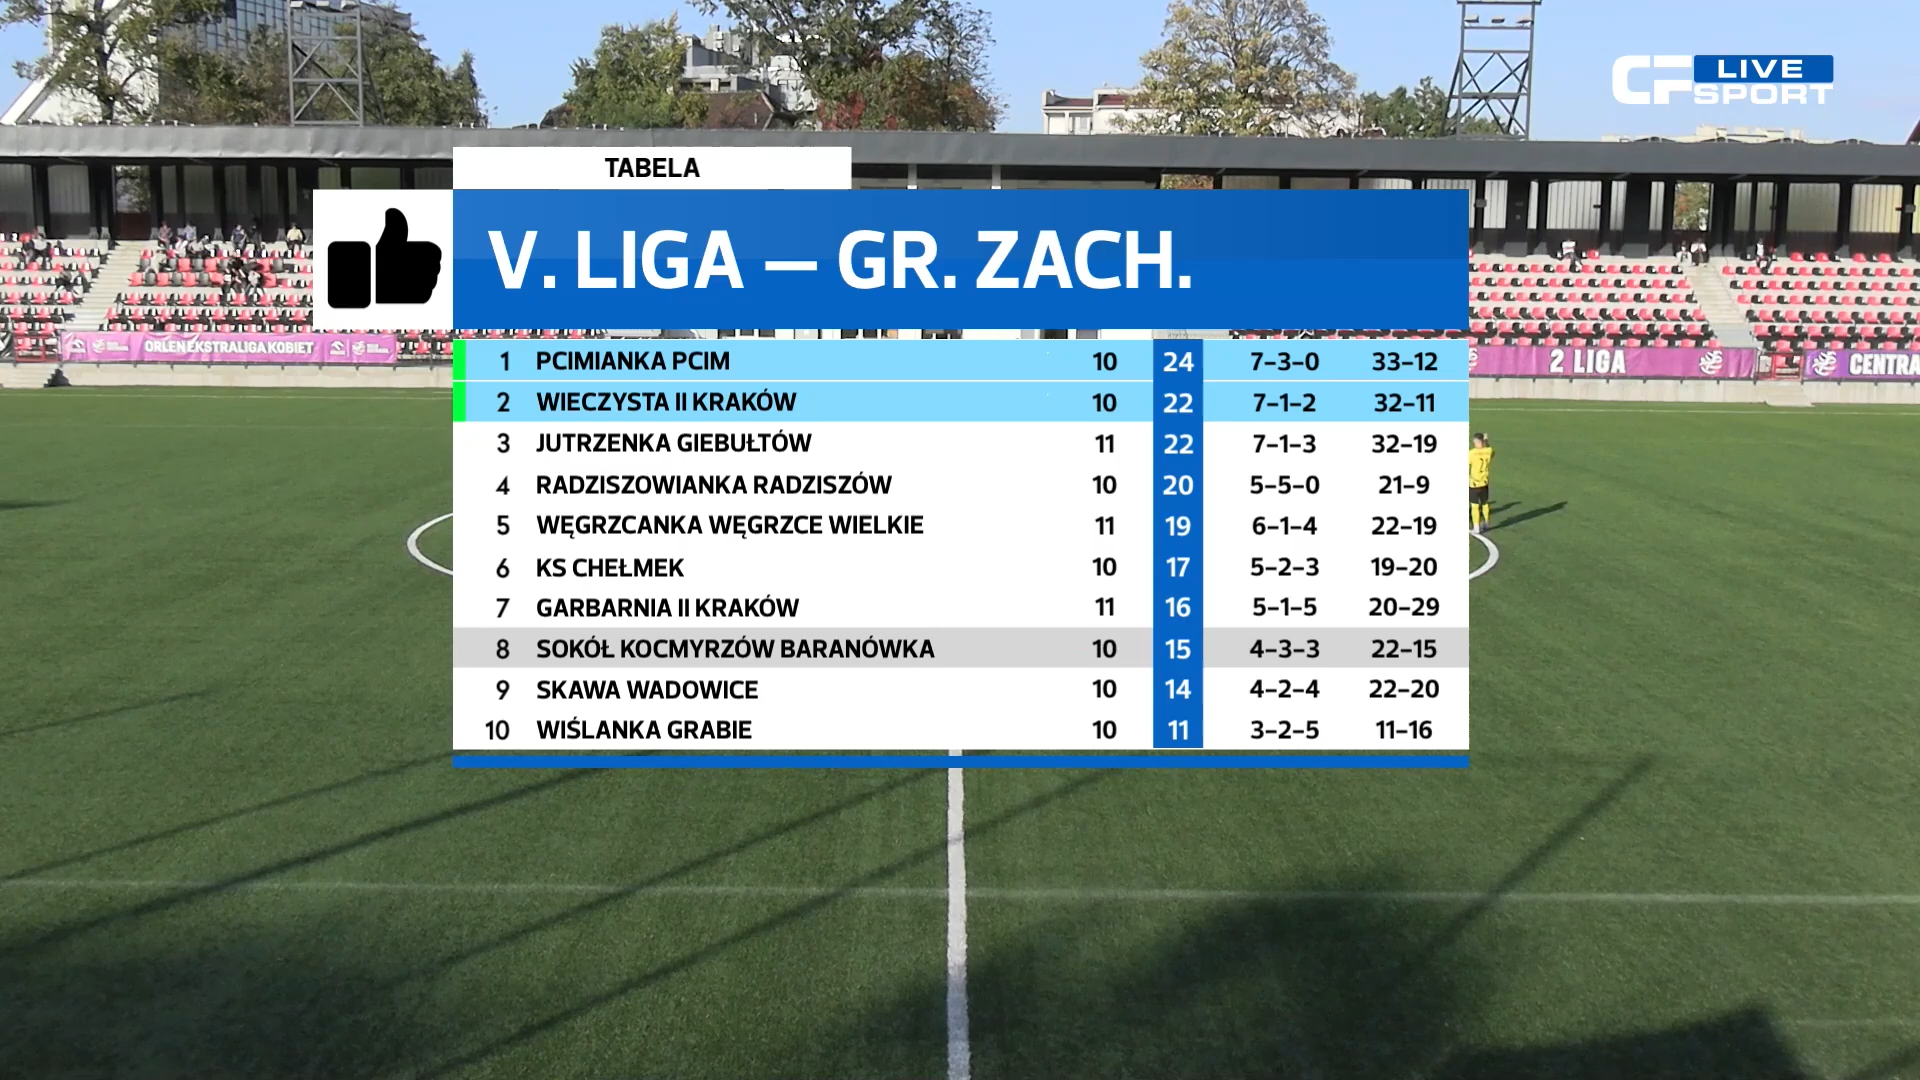 CF LIVE SPORT
TABELA
V. LIGA – GR. ZACH.
1 PCIMIANKA PCIM 10 24 7–3–0 33–12
2 WIECZYSTA II KRAKÓW 10 22 7–1–2 32–11
3 JUTRZENKA GIEBUŁTÓW 11 22 7–1–3 32–19
4 RADZISZOWIANKA RADZISZÓW 10 20 5–5–0 21–9
5 WĘGRZCANKA WĘGRZCE WIELKIE 11 19 6–1–4 22–19
6 KS CHEŁMEK 10 17 5–2–3 19–20
7 GARBARNIA II KRAKÓW 11 16 5–1–5 20–29
8 SOKÓŁ KOCMYRZÓW BARANÓWKA 10 15 4–3–3 22–15
9 SKAWA WADOWICE 10 14 4–2–4 22–20
10 WIŚLANKA GRABIE 10 11 3–2–5 11–16
ORLEN EKSTRALIGA KOBIET
2 LIGA
CENTRA